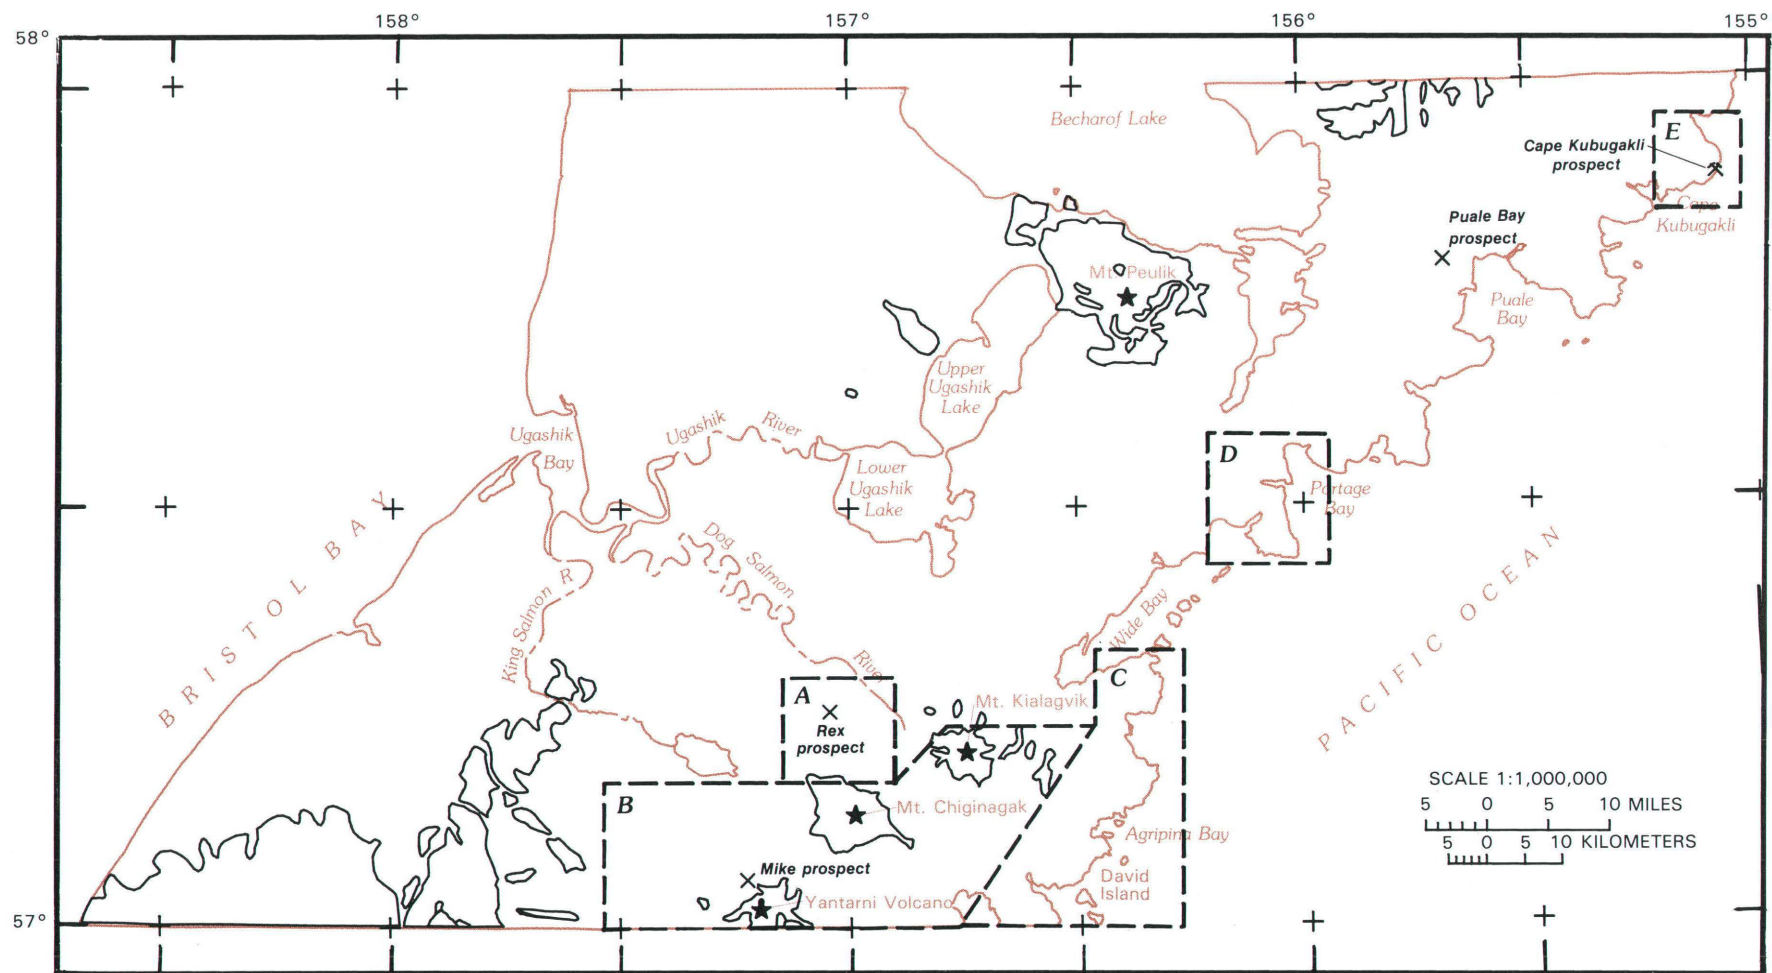 158°
157°
156°
155°
58°
Becharof Lake
E
Cape Kubugakli
prospect
Cape
Kubugakli
Puale Bay
prospect
Mt. Peulik
Puale
Bay
Upper
Ugashik
Lake
Ugashik River
Ugashik
Bay
D
Lower
Ugashik
Lake
Portage
Bay
BRISTOL BAY
Dog Salmon River
King Salmon R
Wide Bay
PACIFIC OCEAN
A
C
Mt. Kialagvik
Rex
prospect
SCALE 1:1,000,000
5 0 5 10 MILES
5 0 5 10 KILOMETERS
B
Mt. Chiginagak
Agripina Bay
Mike prospect
David
Island
Yantarni Volcano
57°